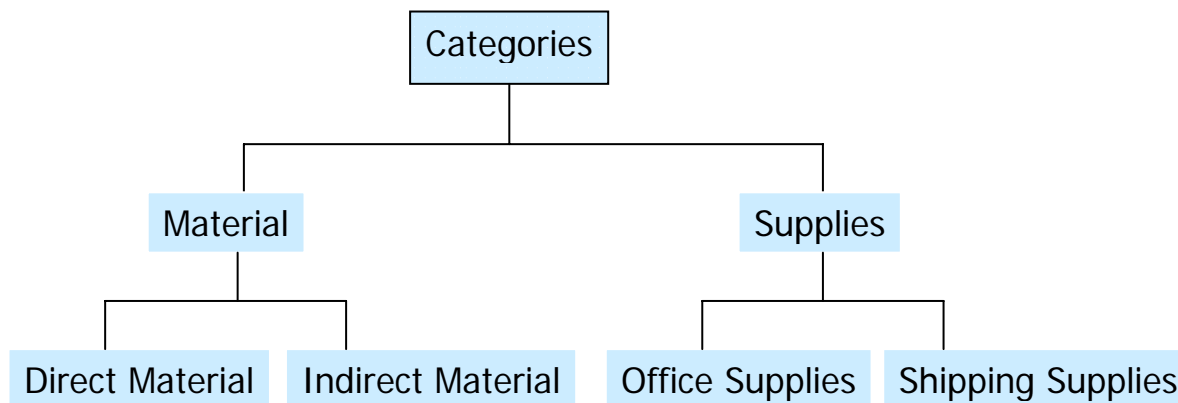 Categories
Material
Supplies
Direct Material
Indirect Material
Office Supplies
Shipping Supplies